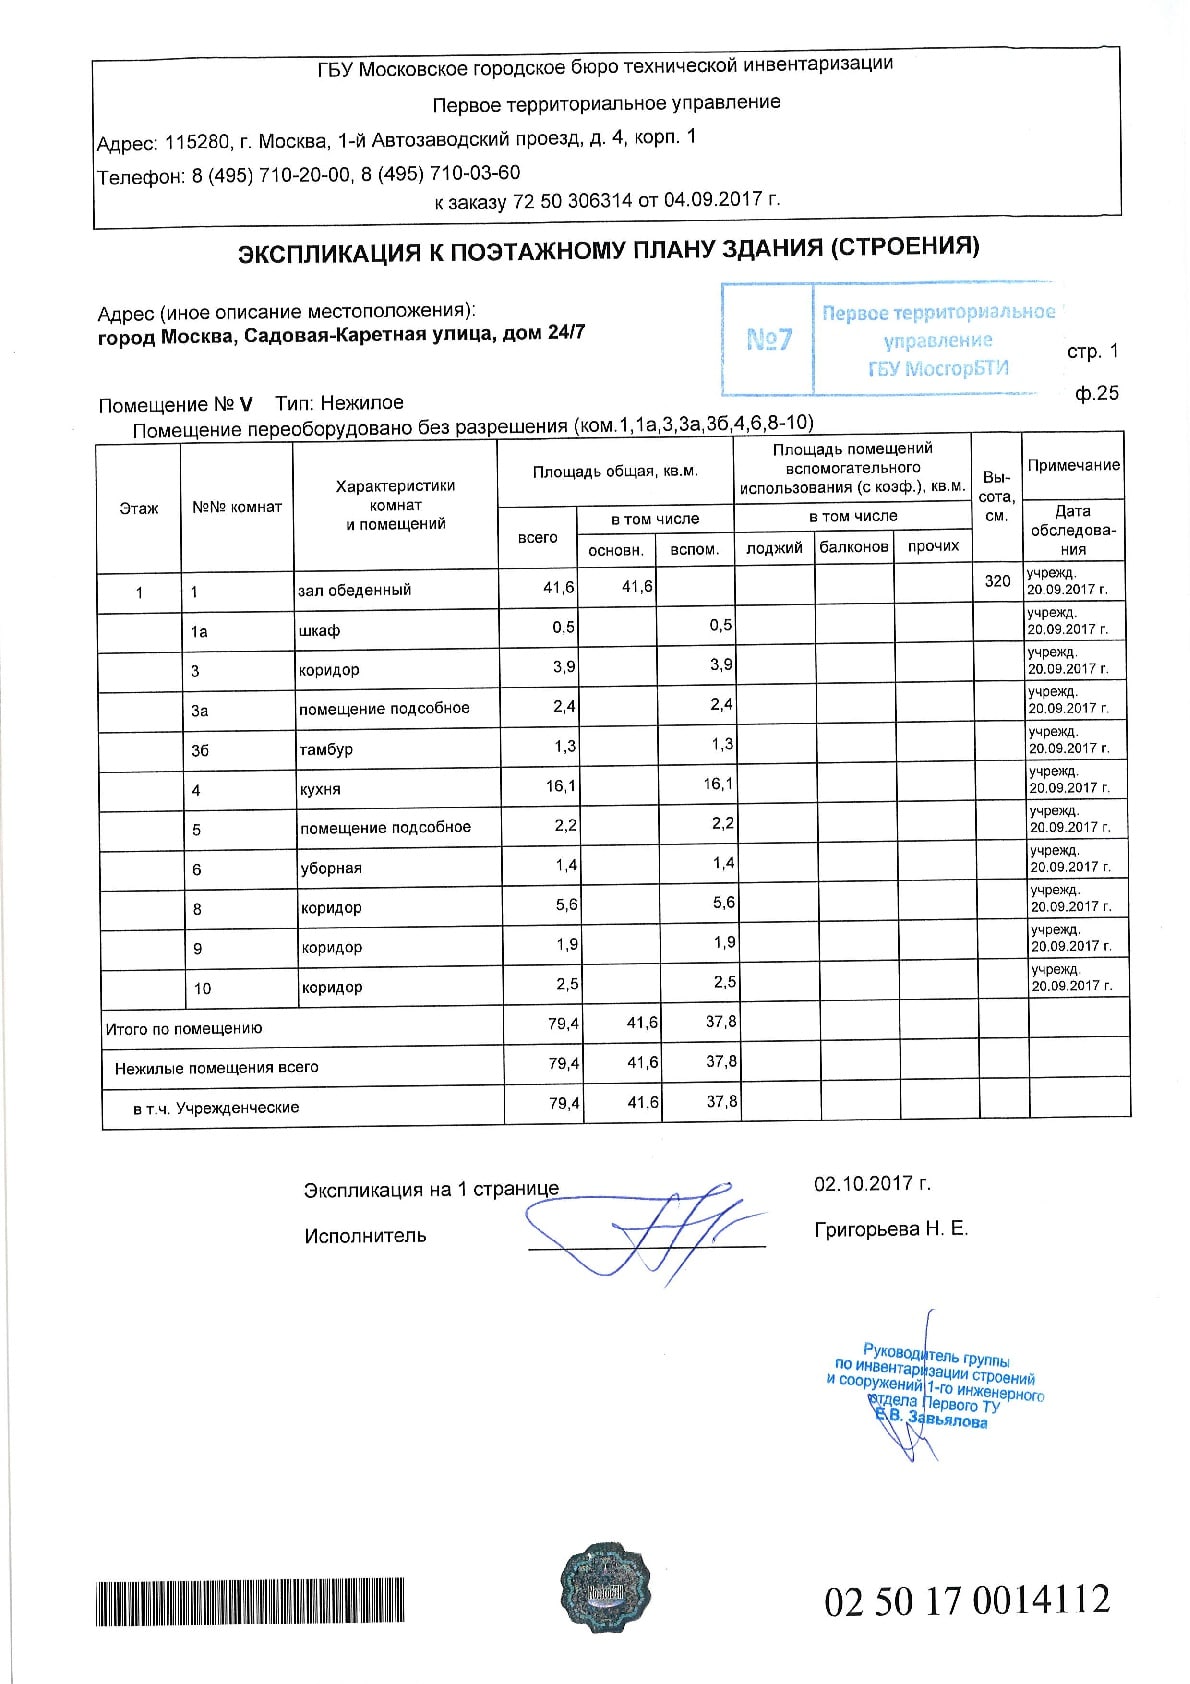 ГБУ Московское городское бюро технической инвентаризации
Первое территориальное управление
Адрес: 115280, г. Москва, 1-й Автозаводский проезд, д. 4, корп. 1
Телефон: 8 (495) 710-20-00, 8 (495) 710-03-60
к заказу 72 50 306314 от 04.09.2017 г.
ЭКСПЛИКАЦИЯ К ПОЭТАЖНОМУ ПЛАНУ ЗДАНИЯ (СТРОЕНИЯ)
Адрес (иное описание местоположения):
город Москва, Садовая-Каретная улица, дом 24/7
№7
Первое территориальное
управление
ГБУ МосгорБТИ
стр. 1
ф.25
Помещение № V Тип: Нежилое
Помещение переоборудовано без разрешения (ком.1,1а,3,3а,3б,4,6,8-10)
Этаж
№№ комнат
Характеристики
комнат
и помещений
Площадь общая, кв.м.
всего
в том числе
основн.
вспом.
Площадь помещений
вспомогательного
использования (с коэф.), кв.м.
в том числе
лоджий
балконов
прочих
Вы-
сота,
см.
Примечание
Дата
обследова-
ния
1 1 зал обеденный 41,6 41,6 320 учрежд.
20.09.2017 г.
1а шкаф 0,5 0,5 учрежд.
20.09.2017 г.
3 коридор 3,9 3,9 учрежд.
20.09.2017 г.
3а помещение подсобное 2,4 2,4 учрежд.
20.09.2017 г.
3б тамбур 1,3 1,3 учрежд.
20.09.2017 г.
4 кухня 16,1 16,1 учрежд.
20.09.2017 г.
5 помещение подсобное 2,2 2,2 учрежд.
20.09.2017 г.
6 уборная 1,4 1,4 учрежд.
20.09.2017 г.
8 коридор 5,6 5,6 учрежд.
20.09.2017 г.
9 коридор 1,9 1,9 учрежд.
20.09.2017 г.
10 коридор 2,5 2,5 учрежд.
20.09.2017 г.
Итого по помещению 79,4 41,6 37,8
Нежилые помещения всего 79,4 41,6 37,8
в т.ч. Учрежденческие 79,4 41.6 37,8
Экспликация на 1 странице 02.10.2017 г.
Исполнитель Григорьева Н. Е.
Руководитель группы
по инвентаризации строений
и сооружений 1-го инженерного
отдела Первого ТУ
Е.В. Завьялова
МосгорБТИ
02 50 17 0014112